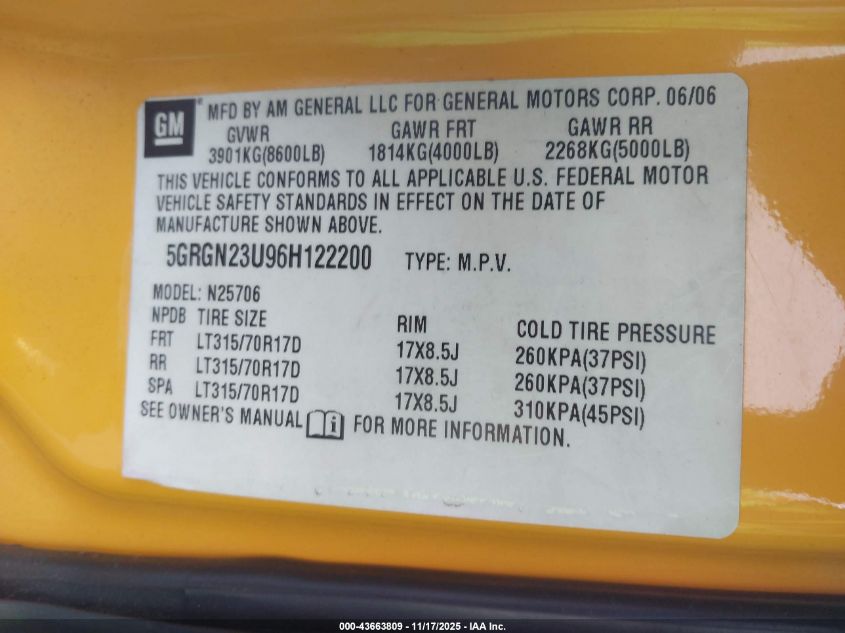 GM ® MFD BY AM GENERAL LLC FOR GENERAL MOTORS CORP. 06/06
GVWR GAWR FRT GAWR RR
3901KG(8600LB) 1814KG(4000LB) 2268KG(5000LB)
THIS VEHICLE CONFORMS TO ALL APPLICABLE U.S. FEDERAL MOTOR
VEHICLE SAFETY STANDARDS IN EFFECT ON THE DATE OF
MANUFACTURE SHOWN ABOVE.
5GRGN23U96H122200 TYPE: M.P.V.
MODEL: N25706
NPDB TIRE SIZE RIM COLD TIRE PRESSURE
FRT LT315/70R17D 17X8.5J 260KPA(37PSI)
RR LT315/70R17D 17X8.5J 260KPA(37PSI)
SPA LT315/70R17D 17X8.5J 310KPA(45PSI)
SEE OWNER'S MANUAL i FOR MORE INFORMATION.
000-43663809 - 11/17/2025 - IAA Inc.